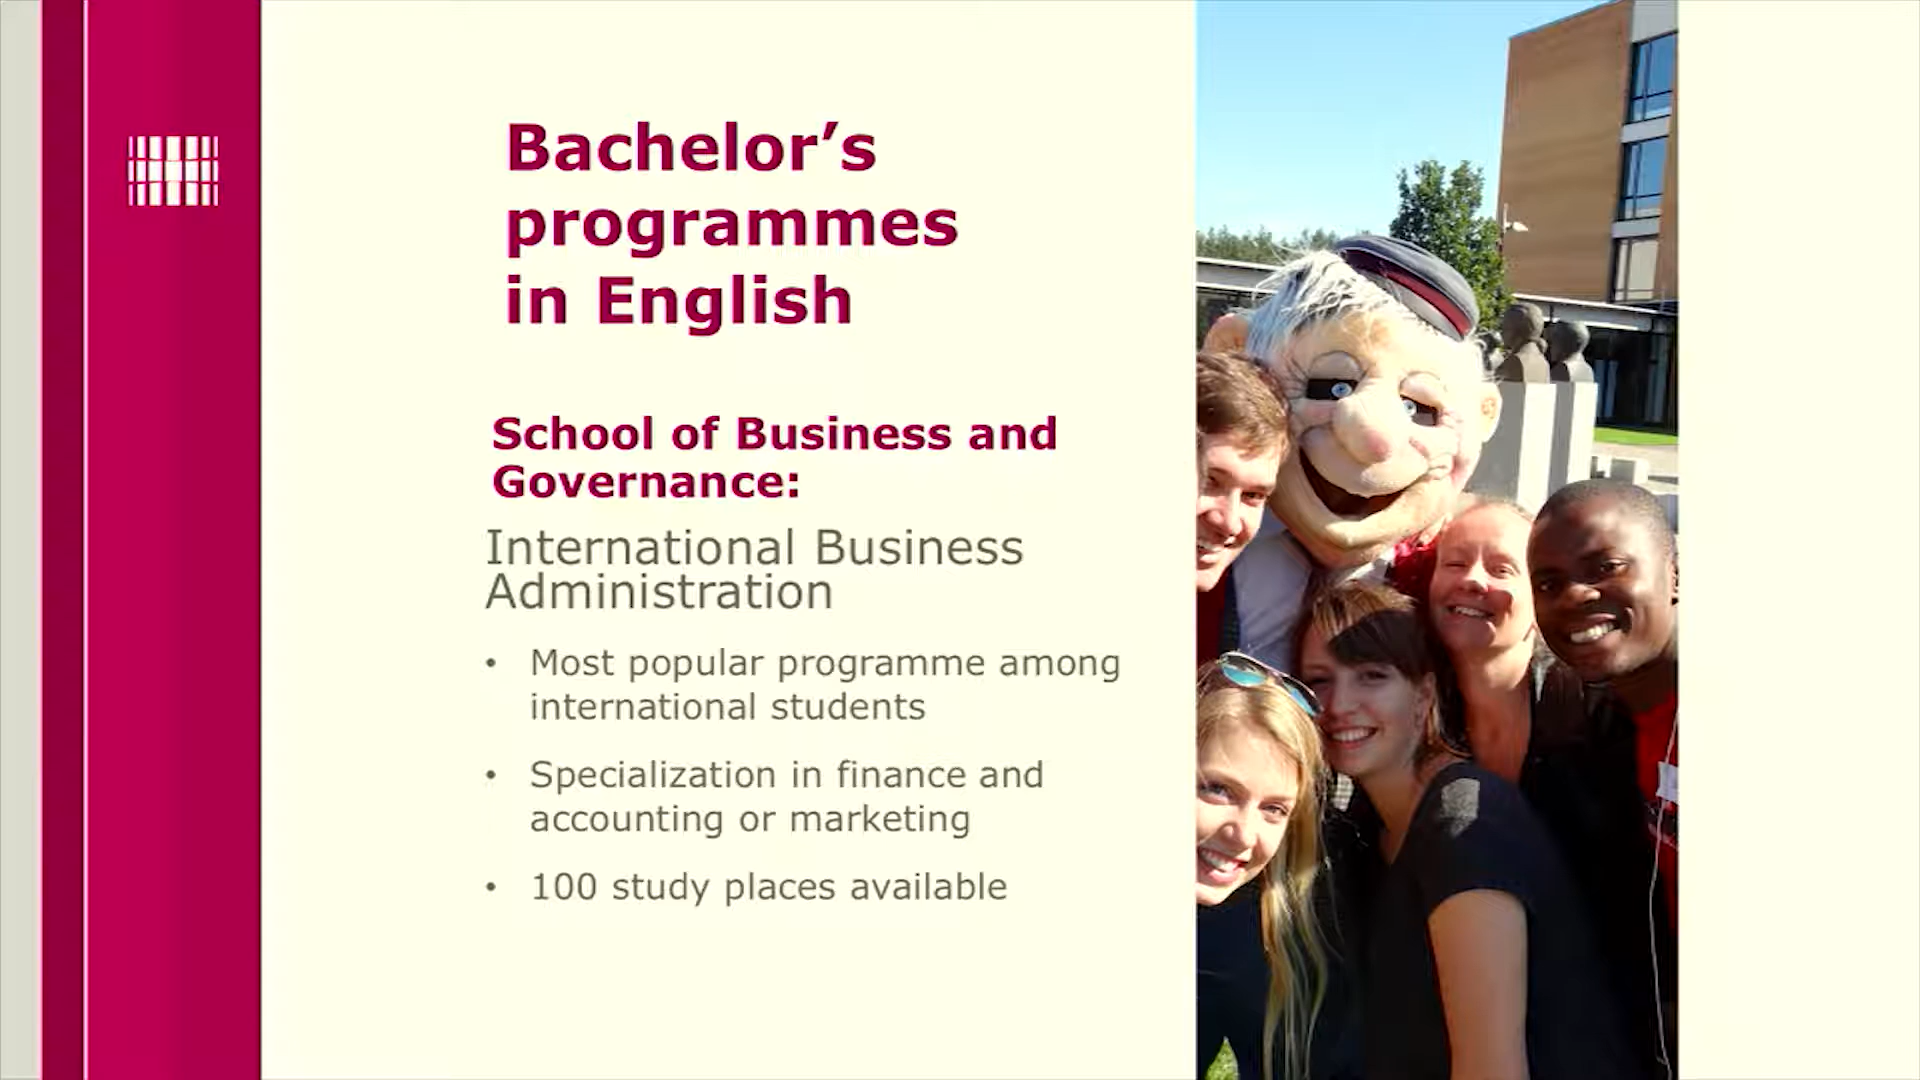 Bachelor’s
programmes
in English
School of Business and
Governance:
International Business
Administration
• Most popular programme among
international students
• Specialization in finance and
accounting or marketing
• 100 study places available